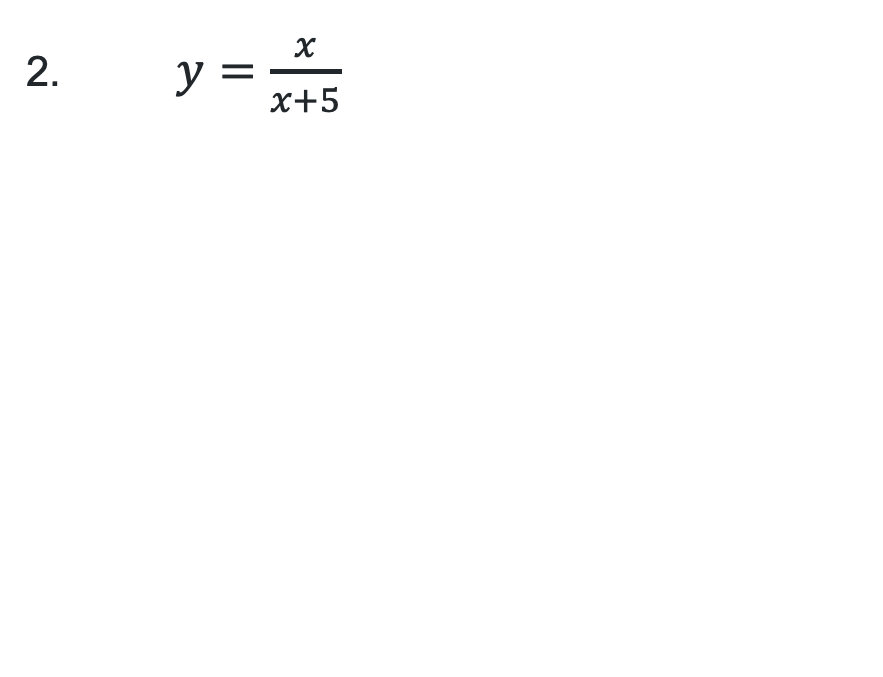 2. y = x/(x+5)